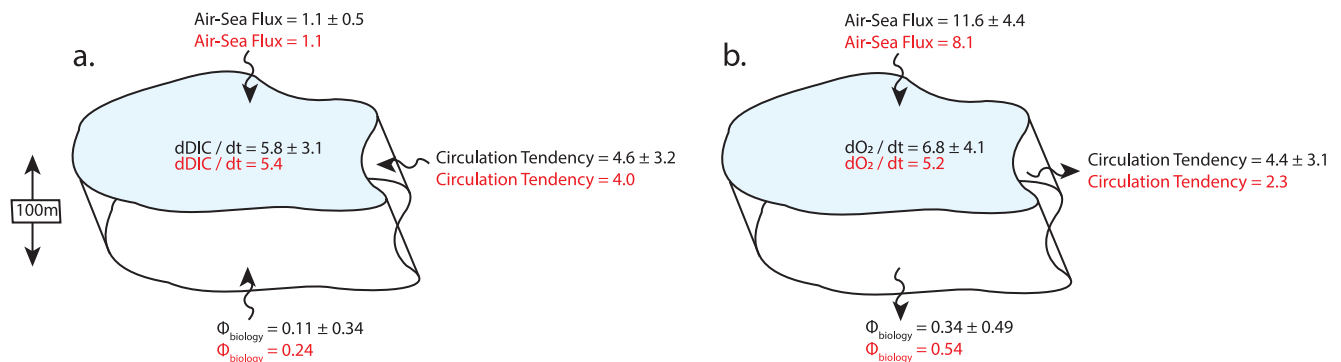 Air-Sea Flux = 1.1 ± 0.5
Air-Sea Flux = 1.1
a.
dDIC / dt = 5.8 ± 3.1
dDIC / dt = 5.4
Circulation Tendency = 4.6 ± 3.2
Circulation Tendency = 4.0
100m
Φbiology = 0.11 ± 0.34
Φbiology = 0.24
Air-Sea Flux = 11.6 ± 4.4
Air-Sea Flux = 8.1
b.
dO₂ / dt = 6.8 ± 4.1
dO₂ / dt = 5.2
Circulation Tendency = 4.4 ± 3.1
Circulation Tendency = 2.3
Φbiology = 0.34 ± 0.49
Φbiology = 0.54